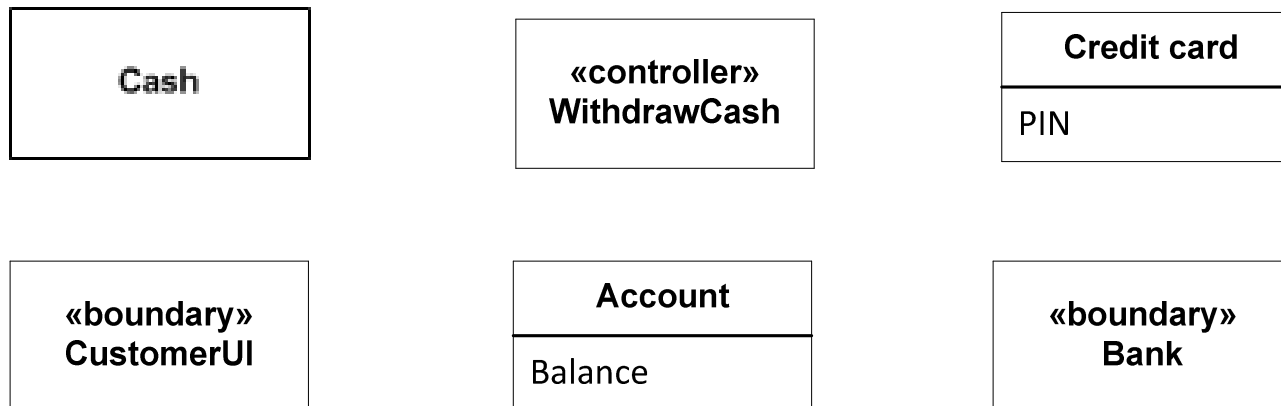 Cash
«controller»
WithdrawCash
Credit card
PIN
«boundary»
CustomerUI
Account
Balance
«boundary»
Bank